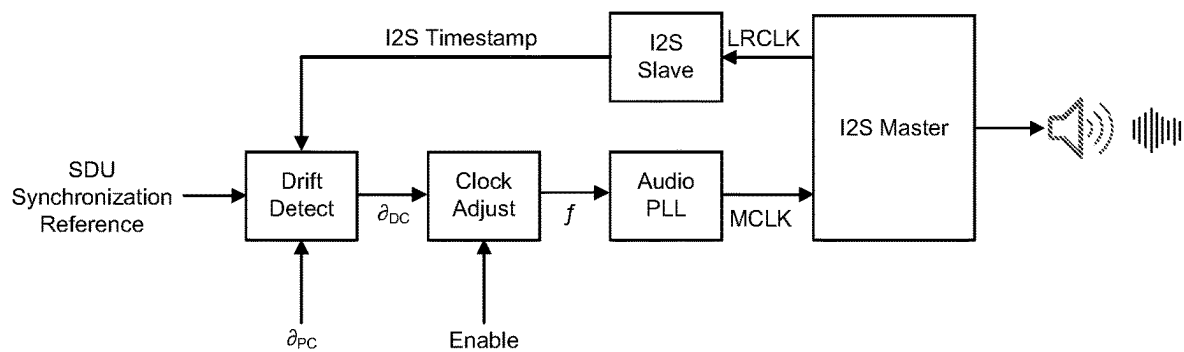 I2S Timestamp
I2S
Slave
LRCLK
I2S Master
SDU
Synchronization
Reference
Drift
Detect
∂DC
Clock
Adjust
f
Audio
PLL
MCLK
∂PC
Enable